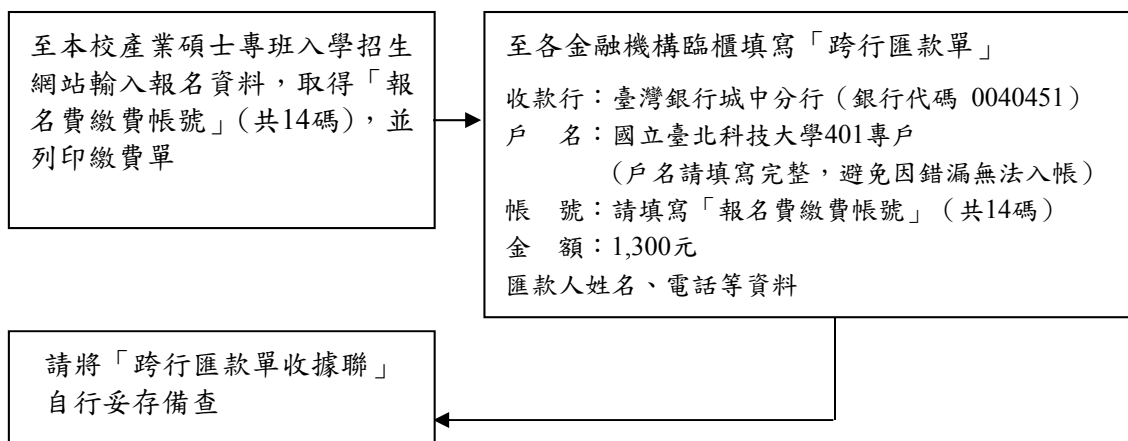 至本校產業碩士專班入學招生
網站輸入報名資料，取得「報
名費繳費帳號」（共14碼），並
列印繳費單
至各金融機構臨櫃填寫「跨行匯款單」
收款行：臺灣銀行城中分行（銀行代碼 0040451）
戶　名：國立臺北科技大學401專戶
（戶名請填寫完整，避免因錯漏無法入帳）
帳　號：請填寫「報名費繳費帳號」（共14碼）
金　額：1,300元
匯款人姓名、電話等資料
請將「跨行匯款單收據聯」
自行妥存備查